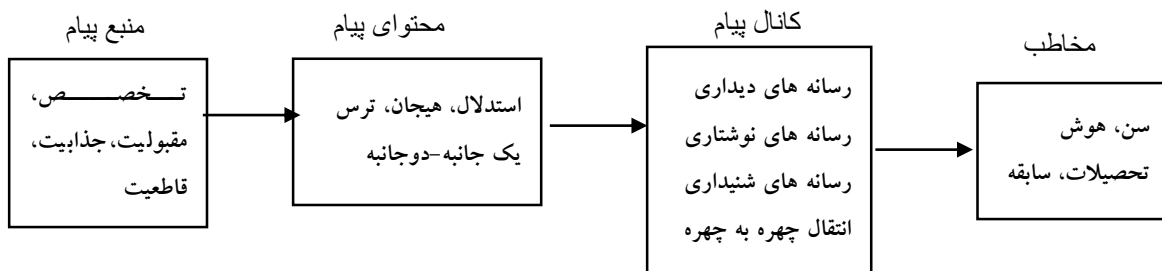 منبع پیام
تخصص،
مقبولیت،جذابیت،
قاطعیت
محتوای پیام
استدلال، هیجان، ترس
یک جانبه-دوجانبه
کانال پیام
رسانه های دیداری
رسانه های نوشتاری
رسانه های شنیداری
انتقال چهره به چهره
مخاطب
سن، هوش
تحصیلات، سابقه